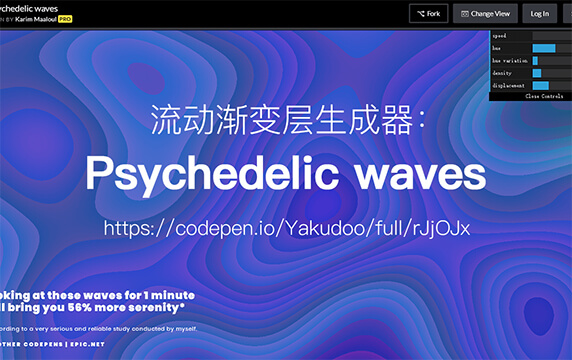 ychedelic waves
N BY Karim Maaloul PRO
Fork
Change View
Log In
speed
hue
hue variation
density
displacement
Close Controls
流动渐变层生成器：
Psychedelic waves
https://codepen.io/Yakudoo/full/rJjOJx
oking at these waves for 1 minute
ll bring you 56% more serenity*
ording to a very serious and reliable study conducted by myself.
OTHER CODEPENS | EPIC.NET